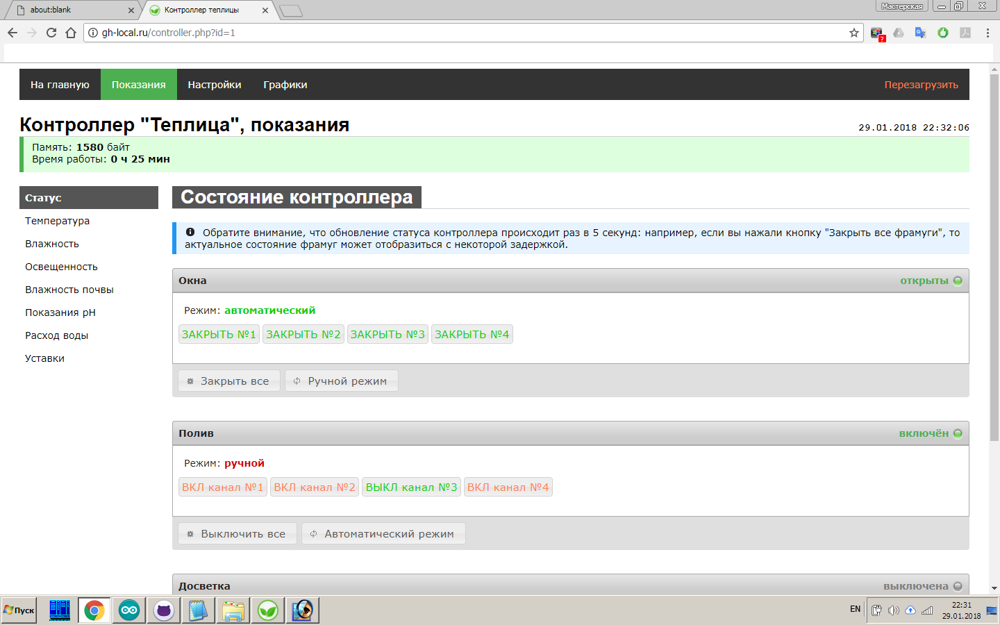 about:blank
Контроллер теплицы
Мастерская
gh-local.ru/controller.php?id=1
На главную
Показания
Настройки
Графики
Перезагрузить
Контроллер "Теплица", показания
29.01.2018 22:32:06
Память: 1580 байт
Время работы: 0 ч 25 мин
Статус
Температура
Влажность
Освещенность
Влажность почвы
Показания pH
Расход воды
Уставки
Состояние контроллера
Обратите внимание, что обновление статуса контроллера происходит раз в 5 секунд: например, если вы нажали кнопку "Закрыть все фрамуги", то
актуальное состояние фрамуг может отобразиться с некоторой задержкой.
Окна
открыты
Режим: автоматический
ЗАКРЫТЬ №1
ЗАКРЫТЬ №2
ЗАКРЫТЬ №3
ЗАКРЫТЬ №4
Закрыть все
Ручной режим
Полив
включён
Режим: ручной
ВКЛ канал №1
ВКЛ канал №2
ВЫКЛ канал №3
ВКЛ канал №4
Выключить все
Автоматический режим
Досветка
выключена
Пуск
EN
22:31
29.01.2018